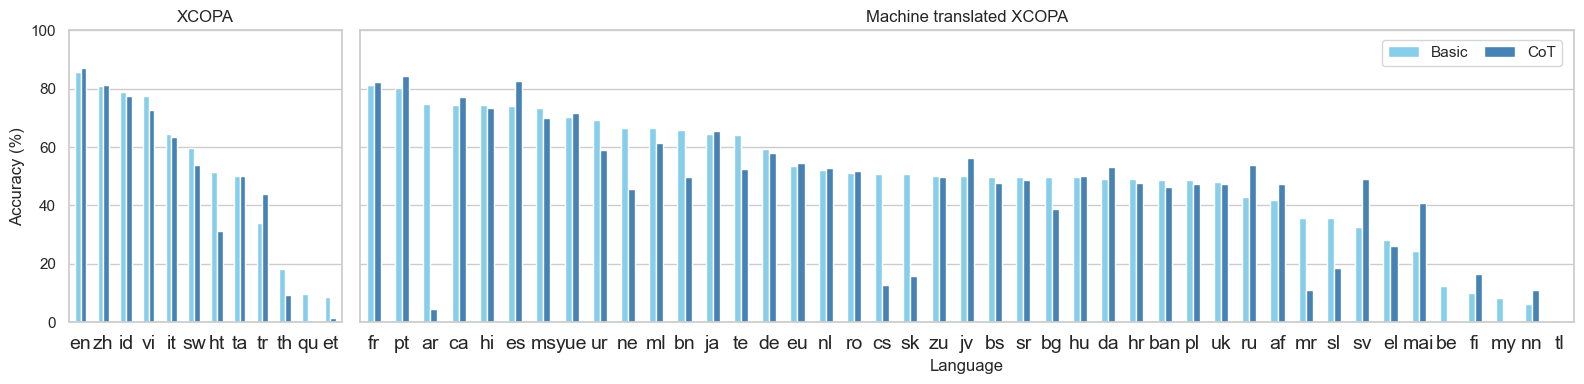 XCOPA
Machine translated XCOPA
100
80
60
40
20
0
Accuracy (%)
Basic CoT
en zh id vi it sw ht ta tr th qu et
fr pt ar ca hi es ms yue ur ne ml bn ja te de eu nl ro cs sk zu jv bs sr bg hu da hr ban pl uk ru af mr sl sv el mai be fi my nn tl
Language